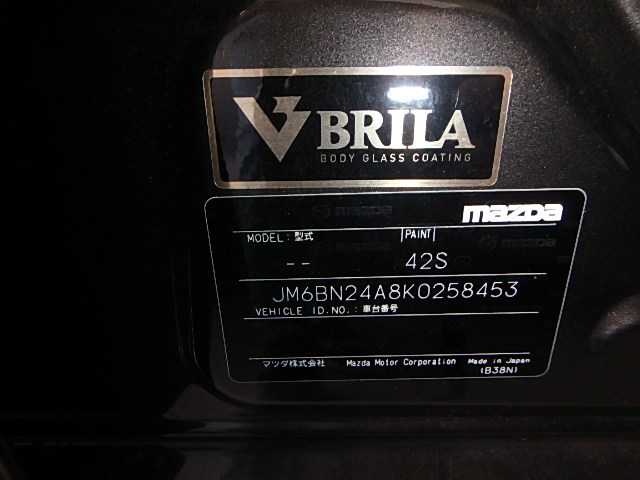 V BRILA
BODY GLASS COATING
mazda
MODEL : 型式 PAINT
-- 42S
JM6BN24A8K0258453
VEHICLE ID.NO. : 車台番号
マツダ株式会社 Mazda Motor Corporation Made in Japan
(B38N)